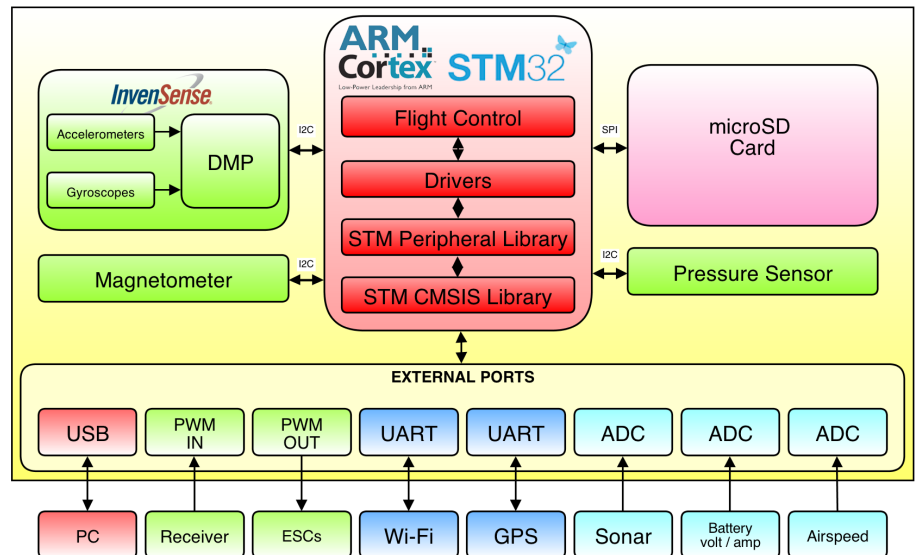 ARM
Cortex
Low-Power Leadership from ARM
STM32
InvenSense
Accelerometers
Gyroscopes
DMP
I2C
Flight Control
Drivers
STM Peripheral Library
STM CMSIS Library
SPI
microSD
Card
Magnetometer
I2C
I2C
Pressure Sensor
EXTERNAL PORTS
USB
PWM
IN
PWM
OUT
UART
UART
ADC
ADC
ADC
PC
Receiver
ESCs
Wi-Fi
GPS
Sonar
Battery
volt / amp
Airspeed